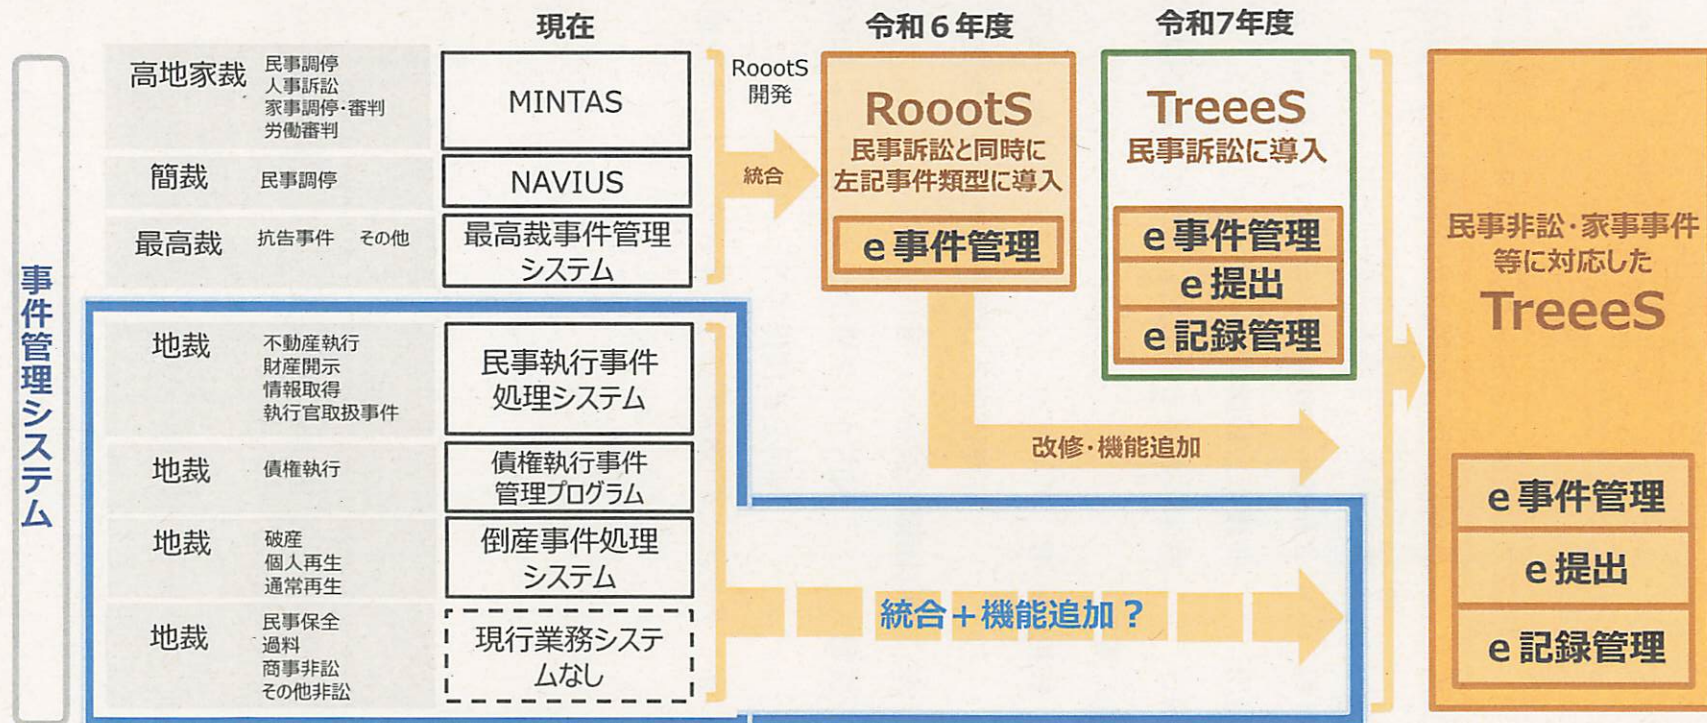 現在
令和6年度
令和7年度
事件管理システム
高地家裁
民事調停
人事訴訟
家事調停・審判
労働審判
MINTAS
簡裁
民事調停
NAVIUS
最高裁
抗告事件 その他
最高裁事件管理
システム
RoootS
開発
統合
RoootS
民事訴訟と同時に
左記事件類型に導入
e事件管理
TreeeS
民事訴訟に導入
e事件管理
e提出
e記録管理
地裁
不動産執行
財産開示
情報取得
執行官取扱事件
民事執行事件
処理システム
地裁
債権執行
債権執行事件
管理プログラム
地裁
破産
個人再生
通常再生
倒産事件処理
システム
地裁
民事保全
過料
商事非訟
その他非訟
現行業務システ
ムなし
改修・機能追加
統合+機能追加?
民事非訟・家事事件
等に対応した
TreeeS
e事件管理
e提出
e記録管理